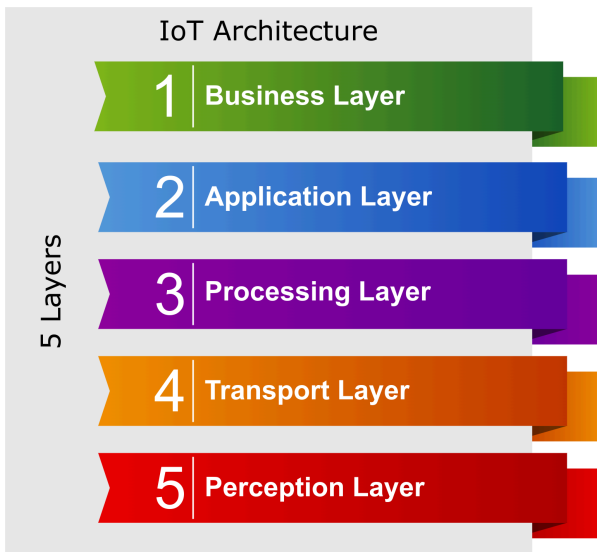 IoT Architecture
1 Business Layer
2 Application Layer
3 Processing Layer
4 Transport Layer
5 Perception Layer
5 Layers